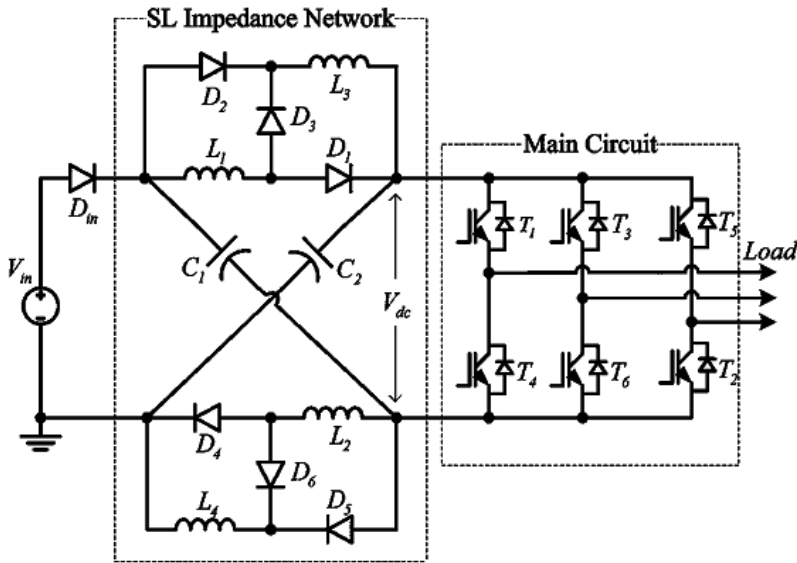 SL Impedance Network
D2
L3
D3
L1
D1
Main Circuit
Din
T1
T3
T5
C1
C2
Load
Vin
Vdc
T4
T6
T2
D4
L2
D6
L4
D5